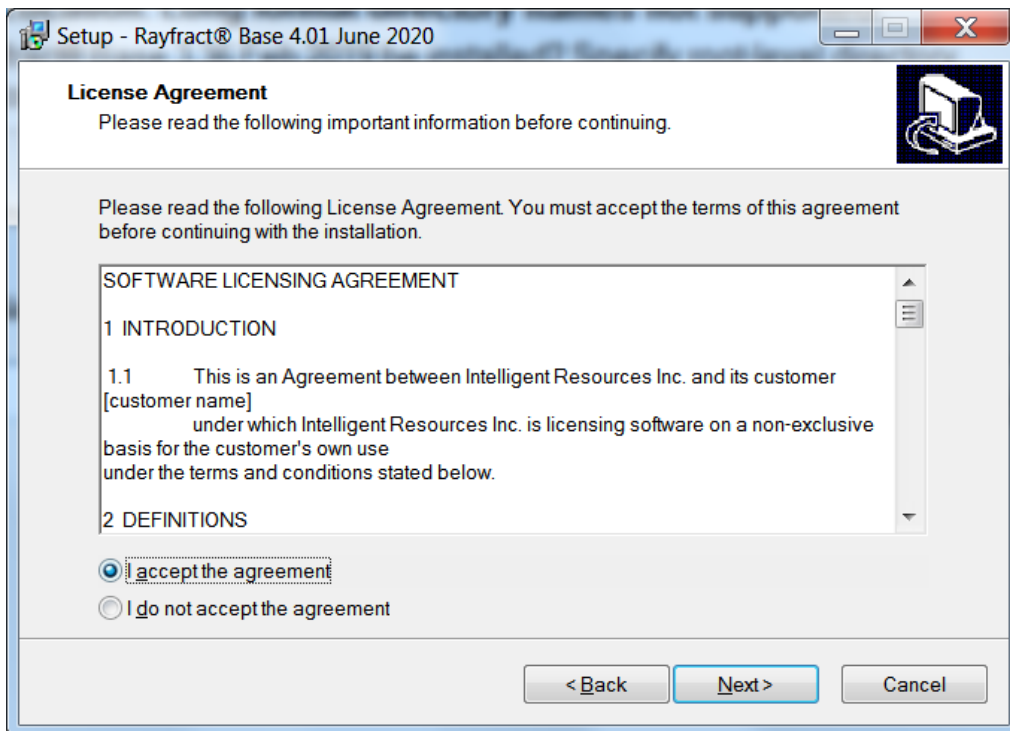 Setup - Rayfract® Base 4.01 June 2020
License Agreement
Please read the following important information before continuing.
Please read the following License Agreement. You must accept the terms of this agreement
before continuing with the installation.
SOFTWARE LICENSING AGREEMENT
1 INTRODUCTION
1.1 This is an Agreement between Intelligent Resources Inc. and its customer
[customer name]
under which Intelligent Resources Inc. is licensing software on a non-exclusive
basis for the customer's own use
under the terms and conditions stated below.
2 DEFINITIONS
I accept the agreement
I do not accept the agreement
< Back Next > Cancel